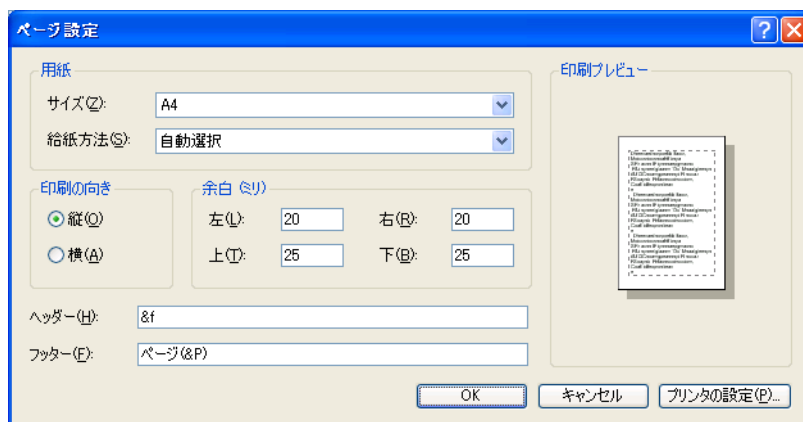 ページ設定
用紙
サイズ(Z):
A4
給紙方法(S):
自動選択
印刷の向き
縦(O)
横(A)
余白 (ミリ)
左(L): 20 右(R): 20
上(T): 25 下(B): 25
ヘッダー(H): &f
フッター(F): ページ(&P)
印刷プレビュー
OK キャンセル プリンタの設定(P)...